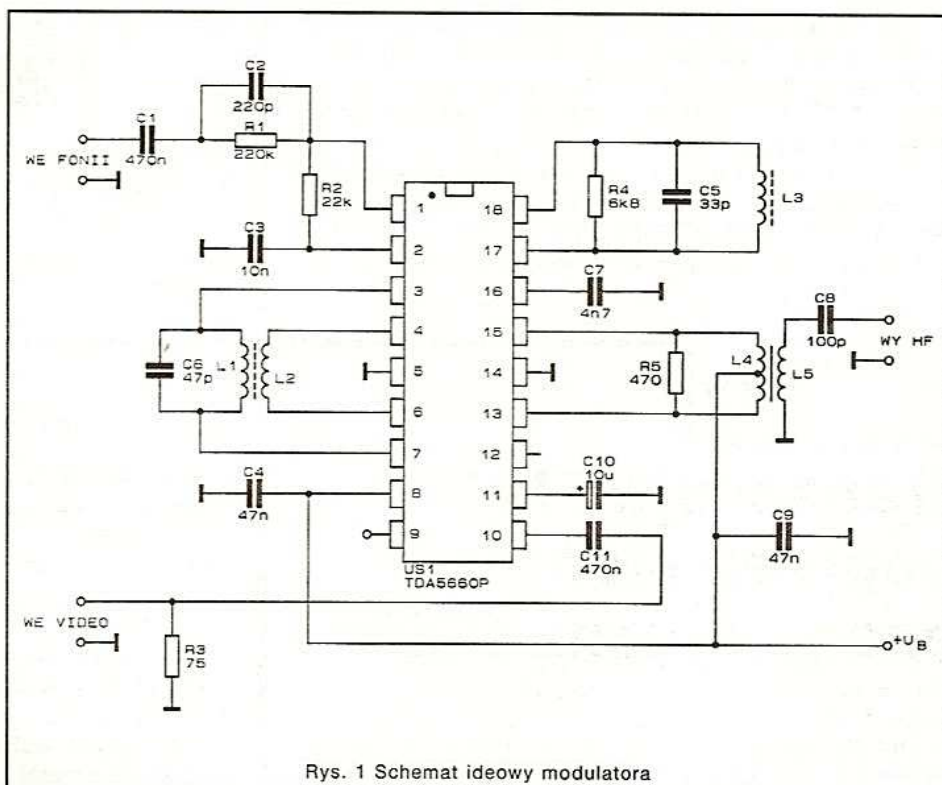 C2
220p
C1
470n
R1
220k
WE FONII
R2
22k
C3
10n
R4
6k8
C5
33p
L3
C7
4n7
C6
47p
L1
L2
R5
470
L4
L5
C8
100p
WY HF
C4
47n
C10
+
10u
C11
470n
C9
47n
1
2
3
4
5
6
7
8
9
18
17
16
15
14
13
12
11
10
US1
TDA5660P
WE VIDEO
R3
75
+UB
Rys. 1 Schemat ideowy modulatora